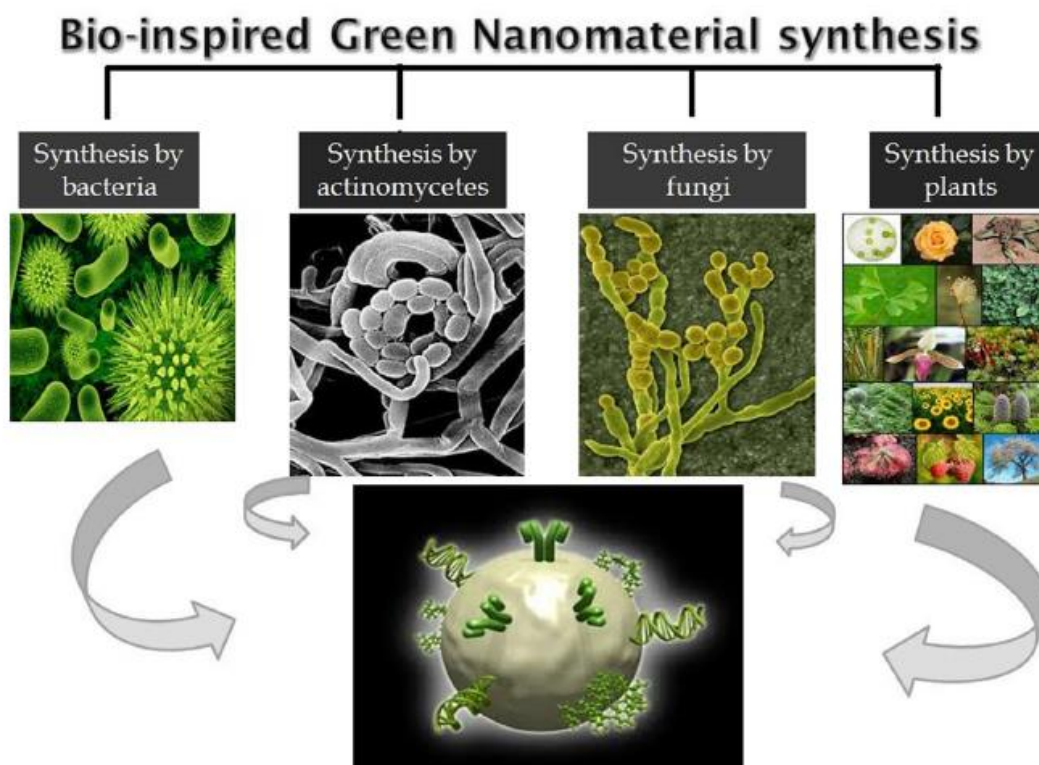 Bio-inspired Green Nanomaterial synthesis
Synthesis by
bacteria
Synthesis by
actinomycetes
Synthesis by
fungi
Synthesis by
plants